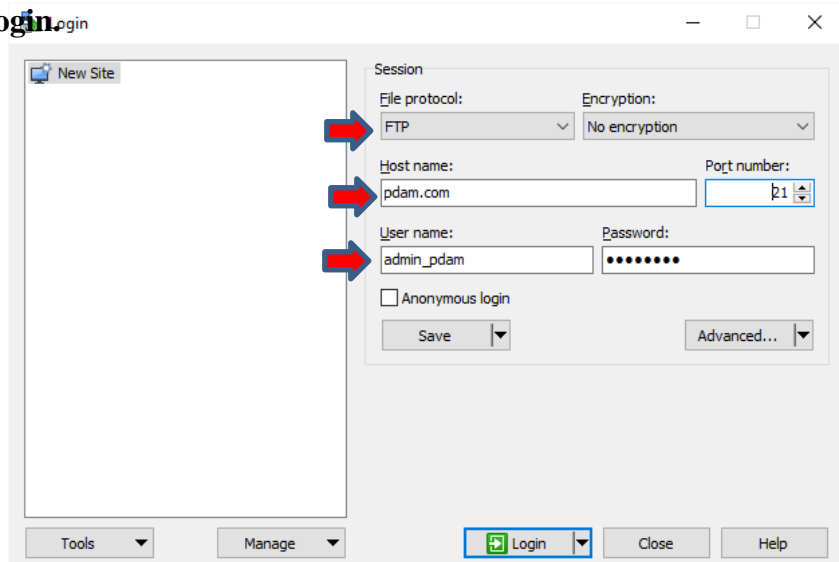 ogin.
Login
New Site
Session
File protocol: Encryption:
FTP No encryption
Host name: Port number:
pdam.com 21
User name: Password:
admin_pdam ••••••••
Anonymous login
Save Advanced...
Tools Manage Login Close Help